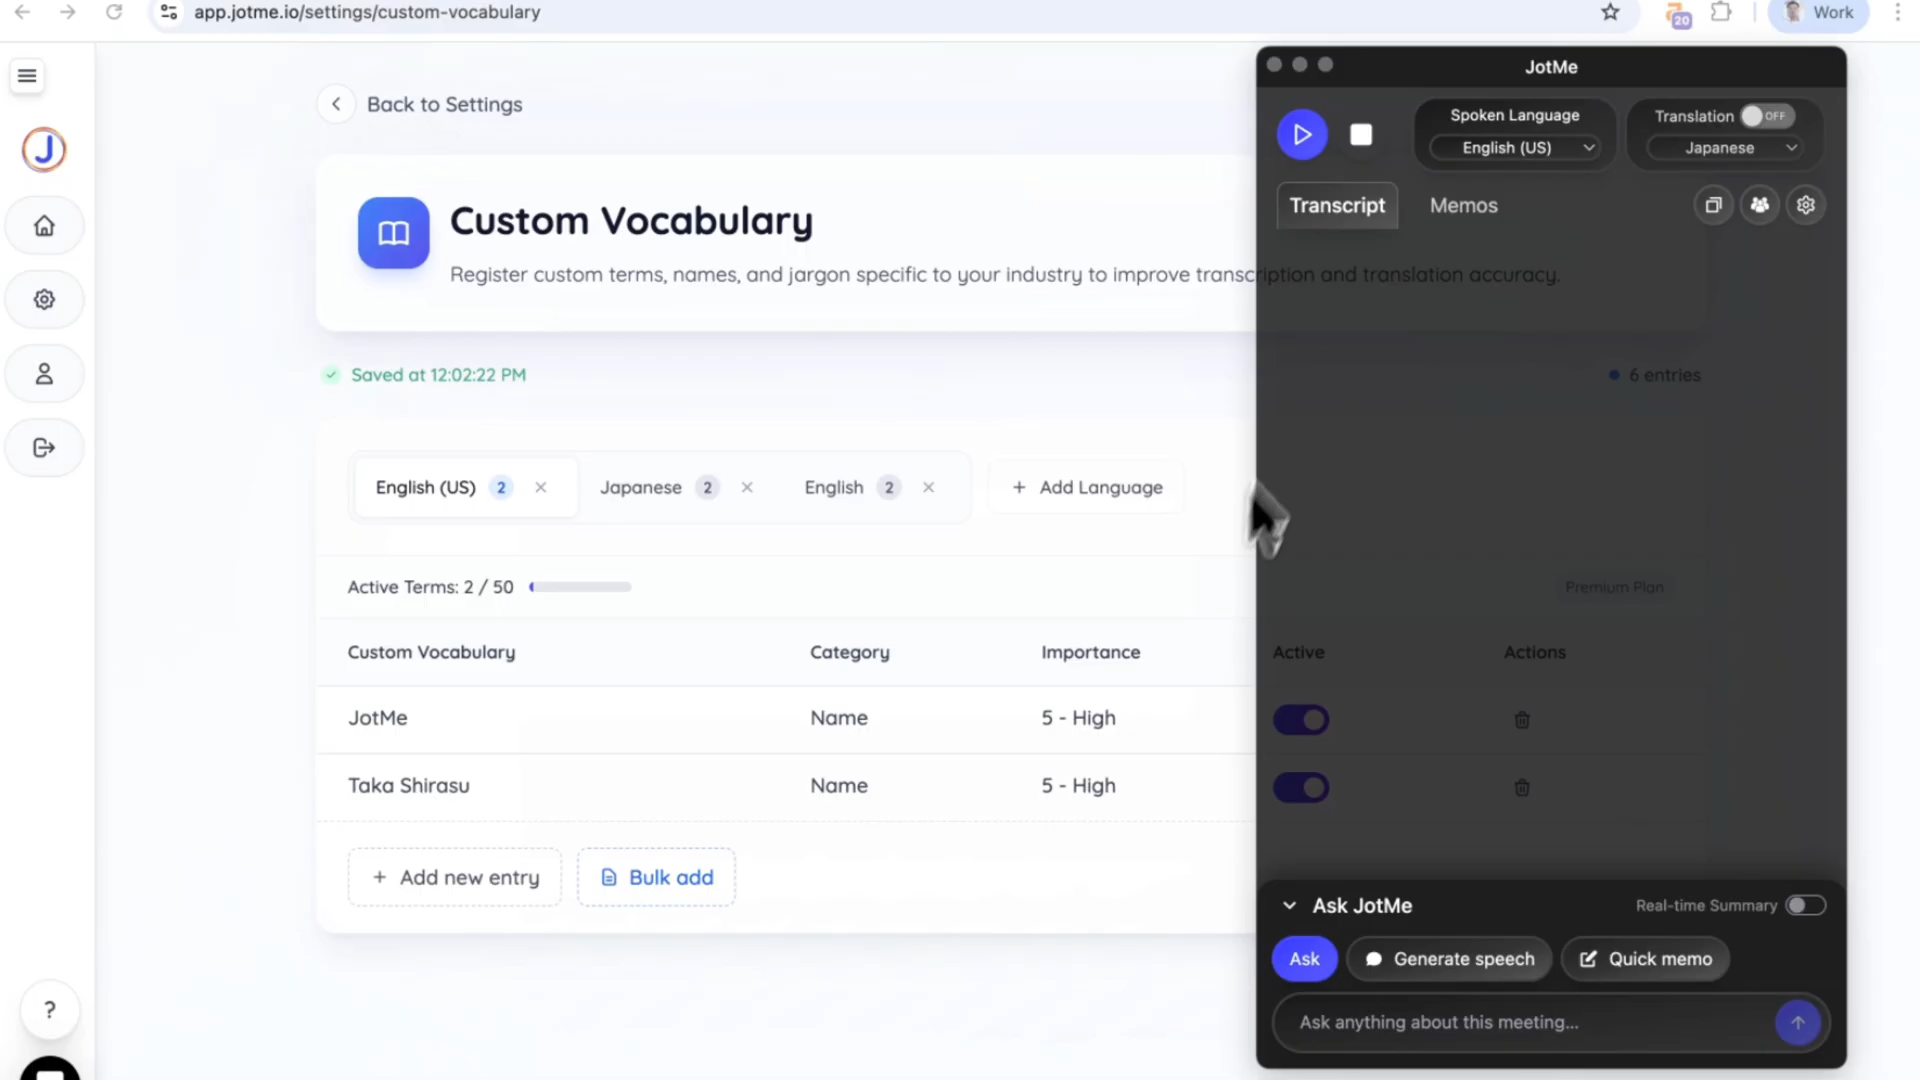 app.jotme.io/settings/custom-vocabulary
20
Work
J
Back to Settings
Custom Vocabulary
Register custom terms, names, and jargon specific to your industry to improve transcription and translation accuracy.
Saved at 12:02:22 PM
6 entries
English (US) 2
Japanese 2
English 2
+ Add Language
Active Terms: 2 / 50
Premium Plan
Custom Vocabulary
Category
Importance
Active
Actions
JotMe
Name
5 - High
Taka Shirasu
Name
5 - High
+ Add new entry
Bulk add
?
JotMe
Spoken Language
English (US)
Translation
OFF
Japanese
Transcript
Memos
Ask JotMe
Real-time Summary
Ask
Generate speech
Quick memo
Ask anything about this meeting...